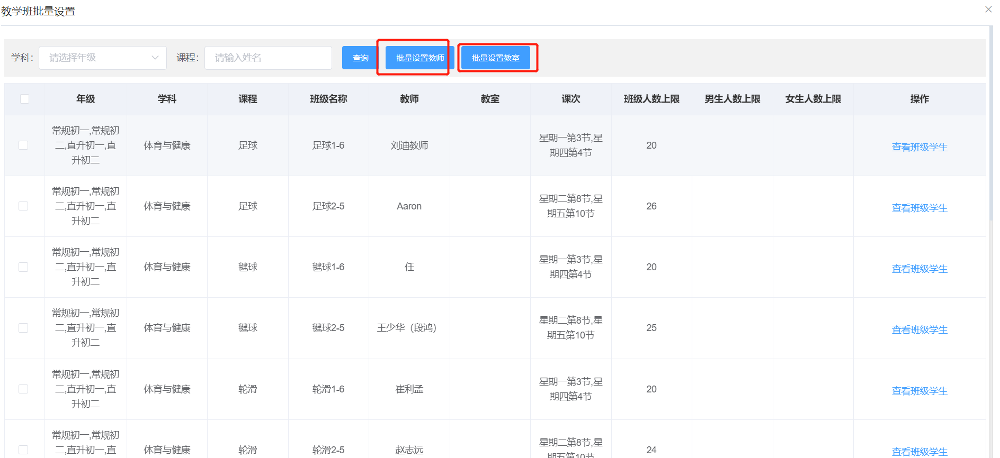 教学班批量设置
学科： 请选择年级 课程： 请输入姓名 查询 批量设置教师 批量设置教室
年级 学科 课程 班级名称 教师 教室 课次 班级人数上限 男生人数上限 女生人数上限 操作
常规初一,常规初
二,直升初一,直
升初二
体育与健康
足球
足球1-6
刘迪教师
星期一第3节,星
期四第4节
20
查看班级学生
常规初一,常规初
二,直升初一,直
升初二
体育与健康
足球
足球2-5
Aaron
星期二第8节,星
期五第10节
26
查看班级学生
常规初一,常规初
二,直升初一,直
升初二
体育与健康
毽球
毽球1-6
任
星期一第3节,星
期四第4节
20
查看班级学生
常规初一,常规初
二,直升初一,直
升初二
体育与健康
毽球
毽球2-5
王少华（段鸿）
星期二第8节,星
期五第10节
25
查看班级学生
常规初一,常规初
二,直升初一,直
升初二
体育与健康
轮滑
轮滑1-6
崔利孟
星期一第3节,星
期四第4节
20
查看班级学生
常规初一,常规初
二,直升初一,直
体育与健康
轮滑
轮滑2-5
赵志远
星期二第8节,星
期五第10节
24
查看班级学生